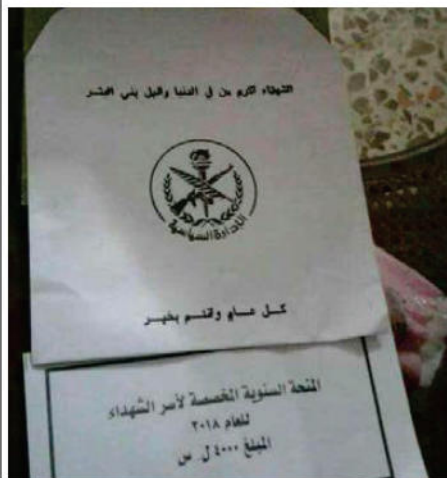 الشهداء أكرم من في الدنيا وأنبل بني البشر
الإدارة السياسية
كل عام وأنتم بخير
المنحة السنوية المخصصة لأسر الشهداء
للعام ٢٠١٨
المبلغ ٤٠٠٠ ل س